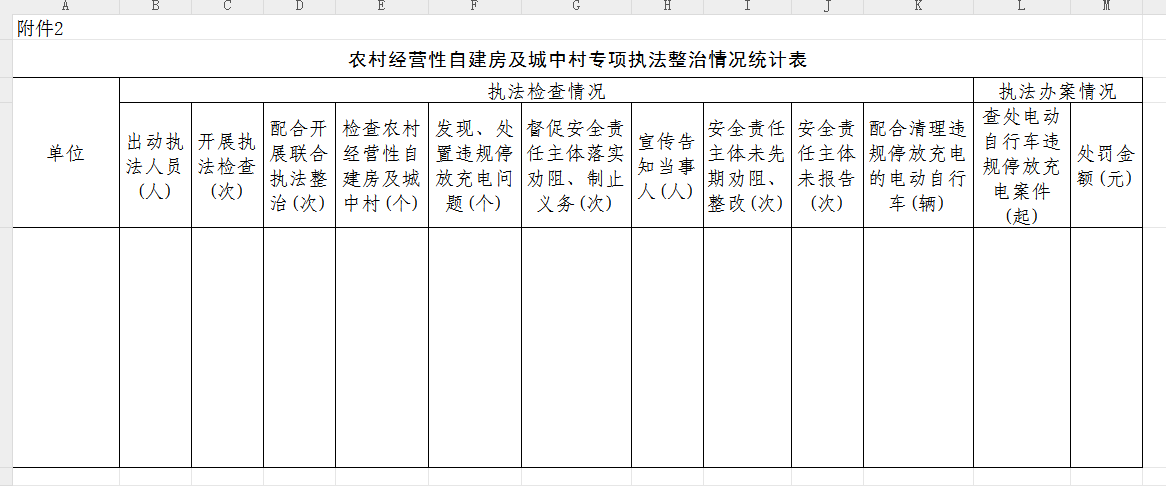 A B C D E F G H I J K L M
附件2
农村经营性自建房及城中村专项执法整治情况统计表
单位
执法检查情况
执法办案情况
出动执
法人员
(人)
开展执
法检查
(次)
配合开
展联合
执法整
治(次)
检查农村
经营性自
建房及城
中村(个)
发现、处
置违规停
放充电问
题(个)
督促安全责
任主体落实
劝阻、制止
义务(次)
宣传告
知当事
人(人)
安全责任
主体未先
期劝阻、
整改(次)
安全责
任主体
未报告
(次)
配合清理违
规停放充电
的电动自行
车(辆)
查处电动
自行车违
规停放充
电案件
(起)
处罚金
额(元)